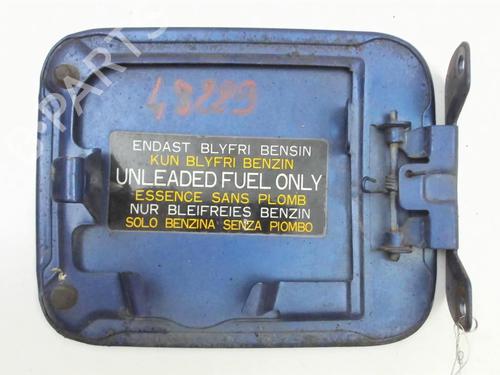 48229
ENDAST BLYFRI BENSIN
KUN BLYFRI BENZIN
UNLEADED FUEL ONLY
ESSENCE SANS PLOMB
NUR BLEIFREIES BENZIN
SOLO BENZINA SENZA PIOMBO